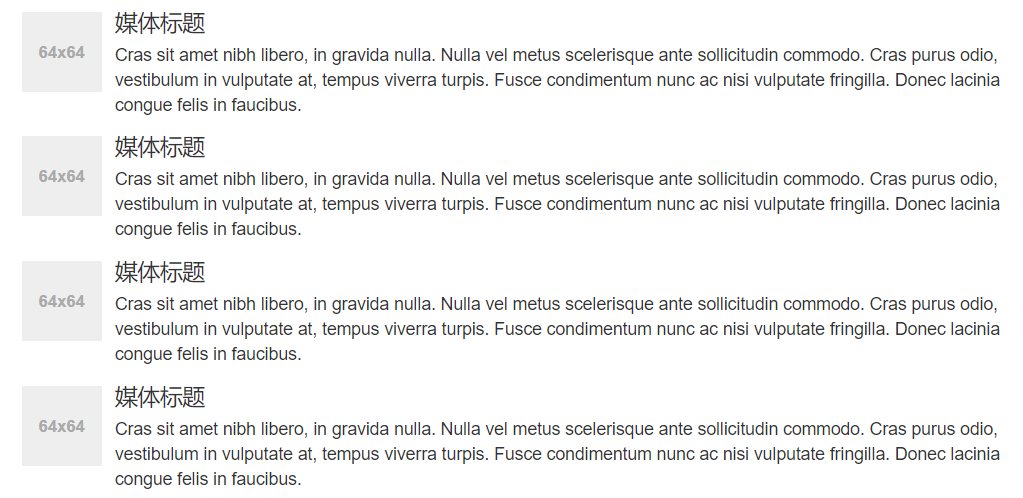 64x64
媒体标题
Cras sit amet nibh libero, in gravida nulla. Nulla vel metus scelerisque ante sollicitudin commodo. Cras purus odio,
vestibulum in vulputate at, tempus viverra turpis. Fusce condimentum nunc ac nisi vulputate fringilla. Donec lacinia
congue felis in faucibus.
64x64
媒体标题
Cras sit amet nibh libero, in gravida nulla. Nulla vel metus scelerisque ante sollicitudin commodo. Cras purus odio,
vestibulum in vulputate at, tempus viverra turpis. Fusce condimentum nunc ac nisi vulputate fringilla. Donec lacinia
congue felis in faucibus.
64x64
媒体标题
Cras sit amet nibh libero, in gravida nulla. Nulla vel metus scelerisque ante sollicitudin commodo. Cras purus odio,
vestibulum in vulputate at, tempus viverra turpis. Fusce condimentum nunc ac nisi vulputate fringilla. Donec lacinia
congue felis in faucibus.
64x64
媒体标题
Cras sit amet nibh libero, in gravida nulla. Nulla vel metus scelerisque ante sollicitudin commodo. Cras purus odio,
vestibulum in vulputate at, tempus viverra turpis. Fusce condimentum nunc ac nisi vulputate fringilla. Donec lacinia
congue felis in faucibus.